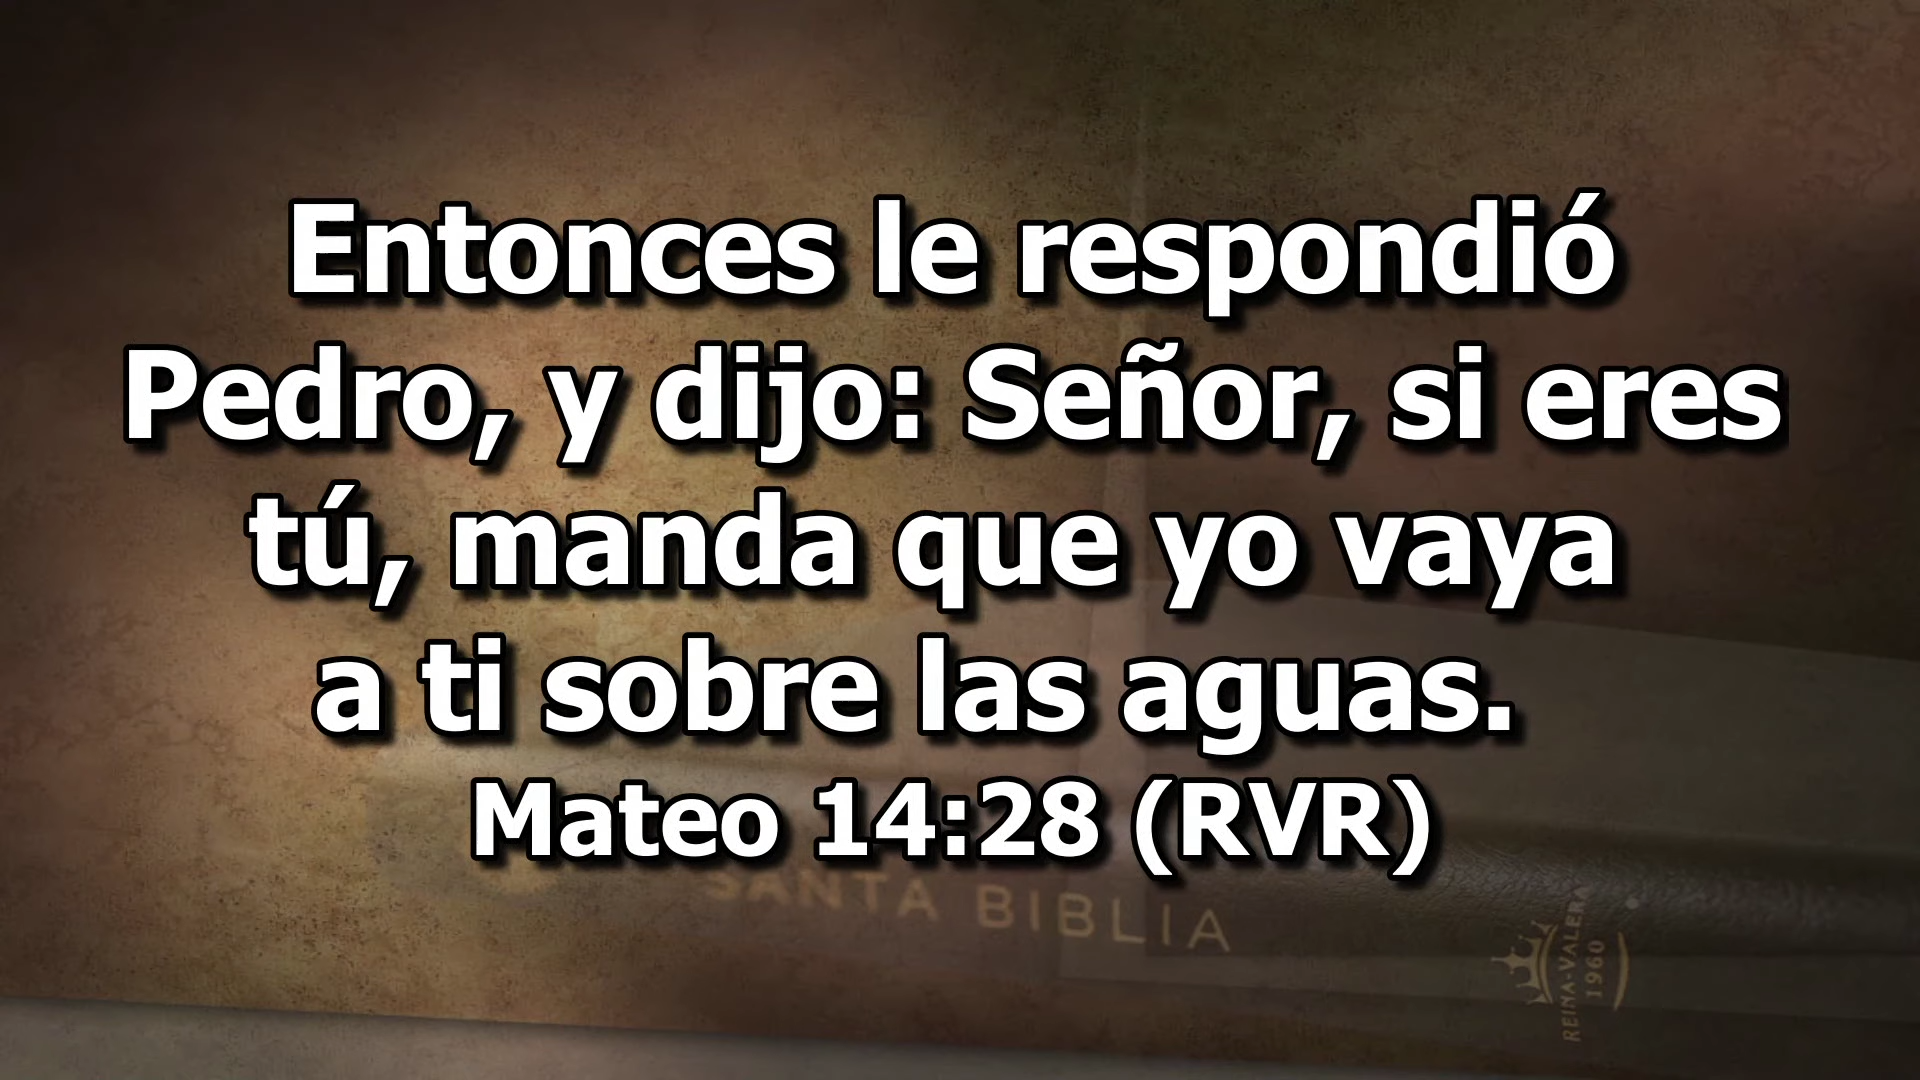 Entonces le respondió
Pedro, y dijo: Señor, si eres
tú, manda que yo vaya
a ti sobre las aguas.
Mateo 14:28 (RVR)
SANTA BIBLIA
REINA-VALERA
1960